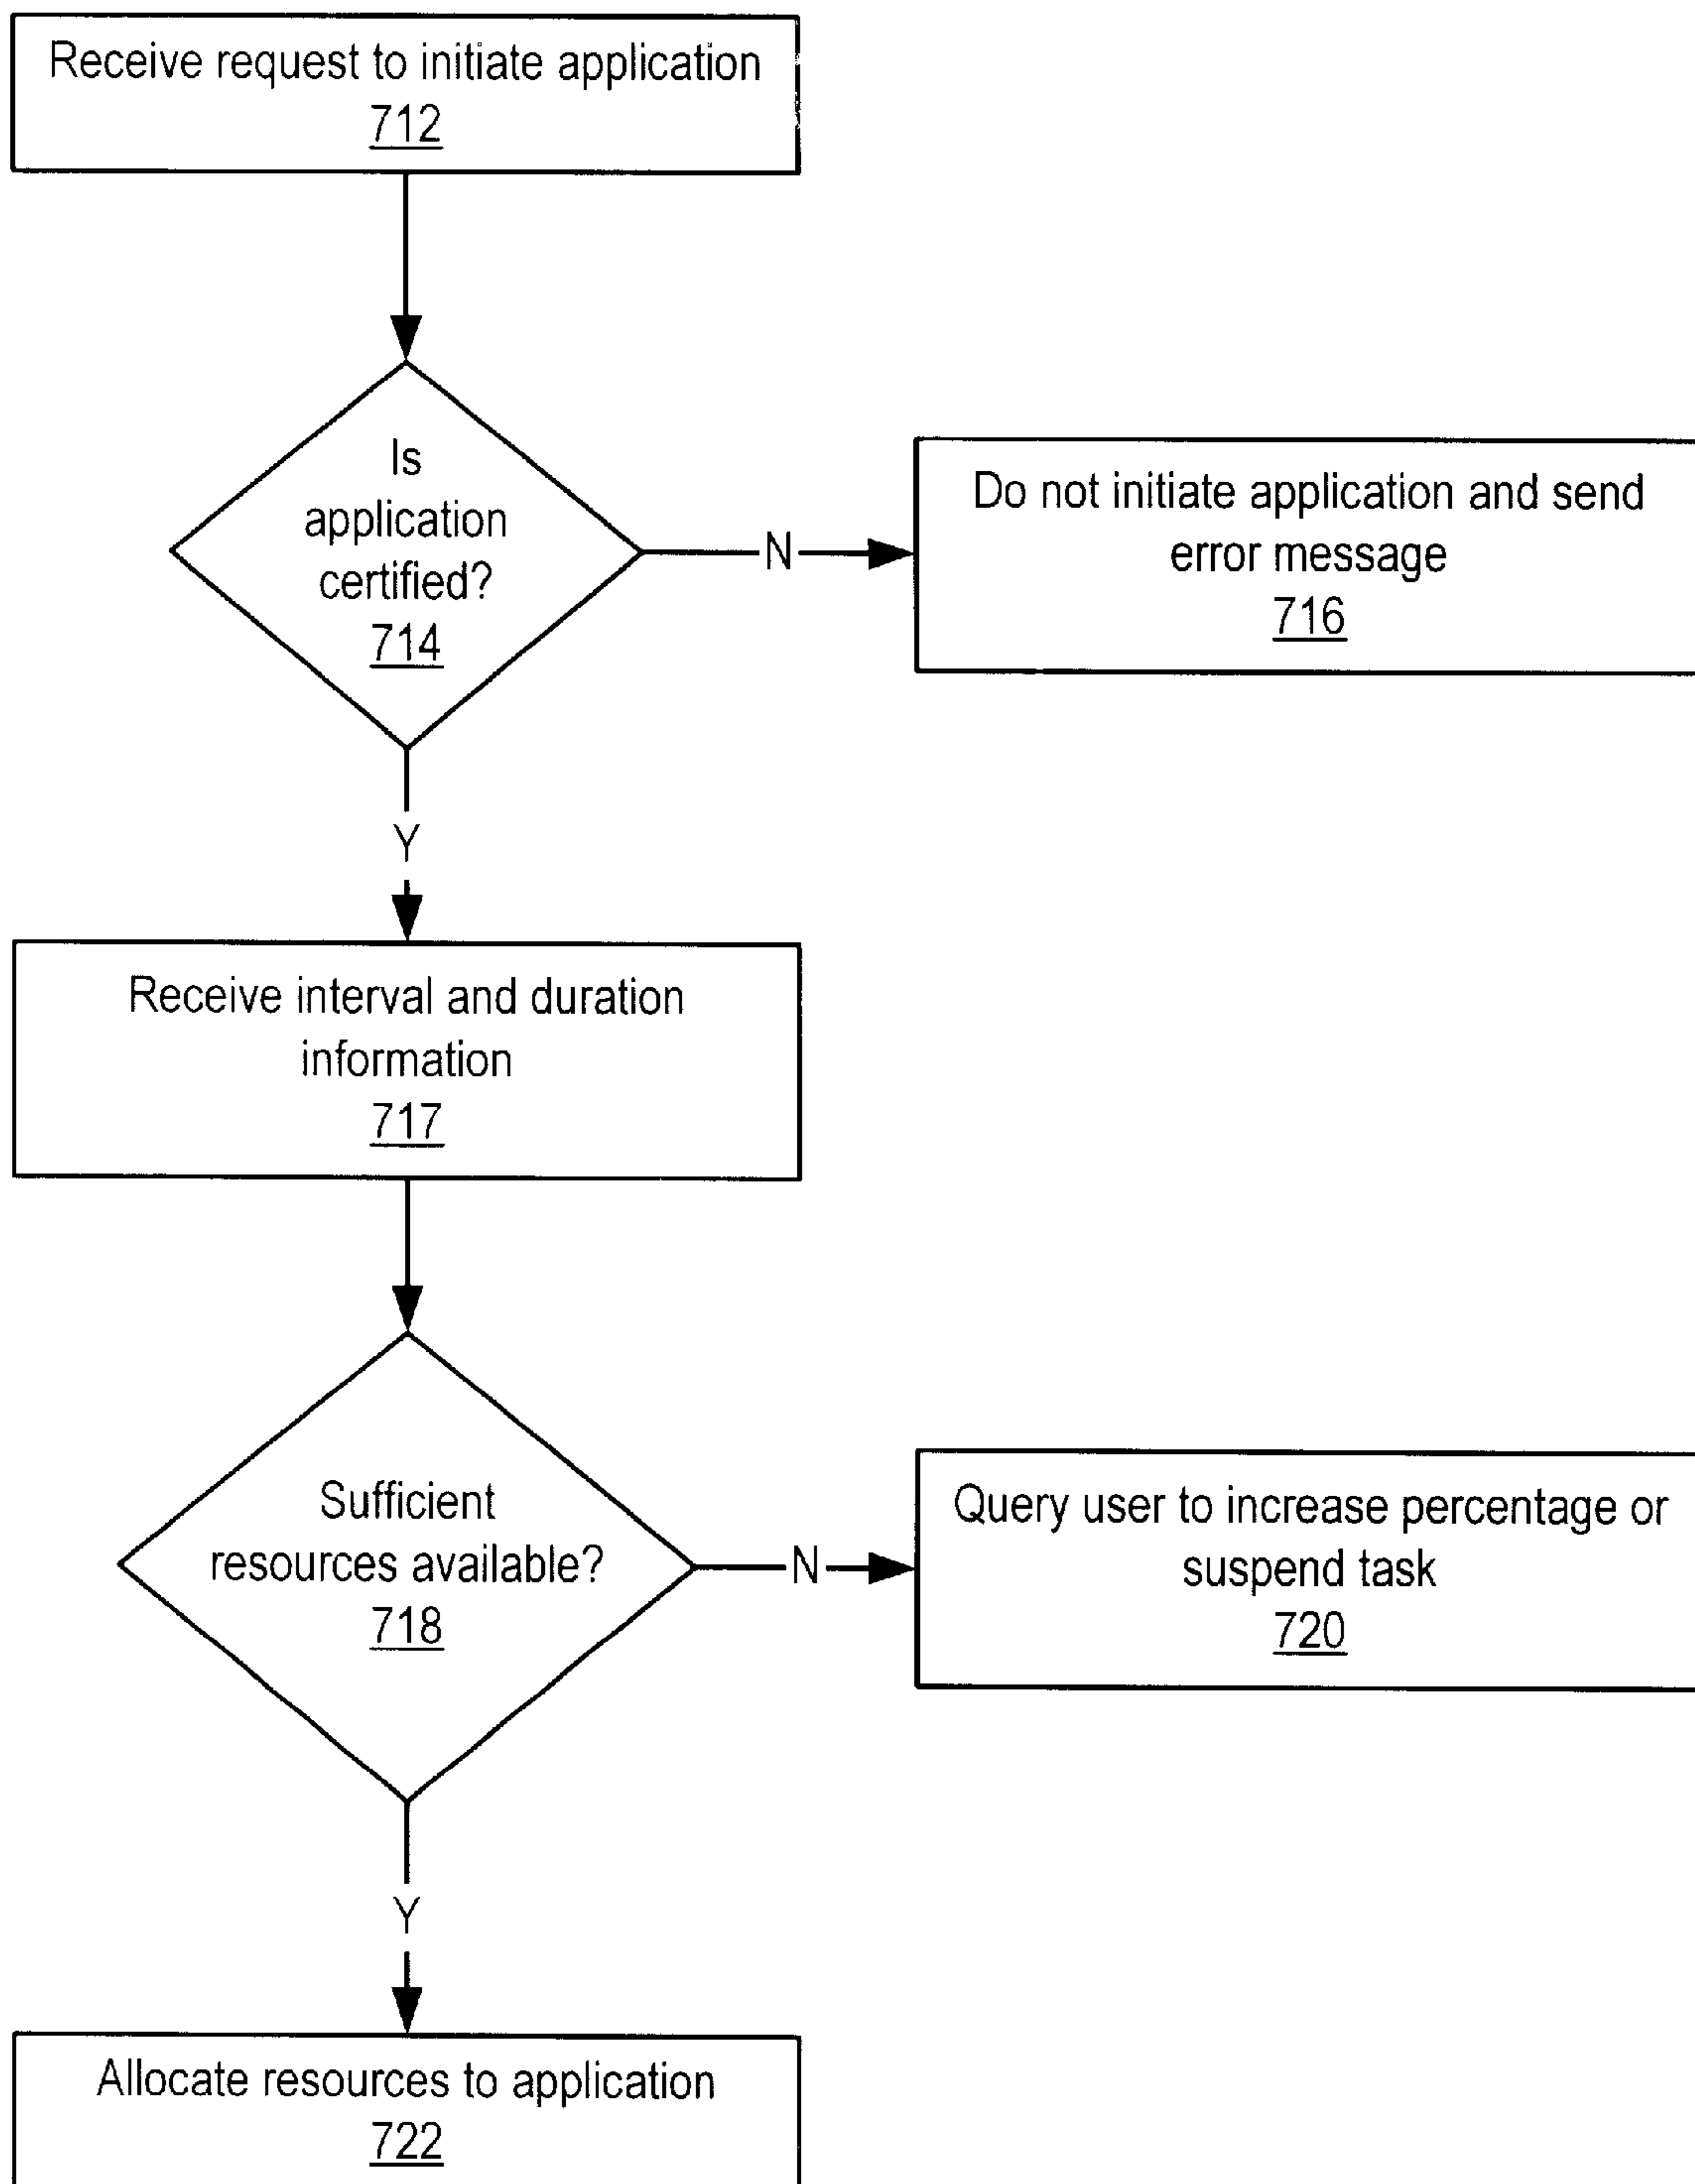 Receive request to initiate application
712
Is
application
certified?
714
N
Do not initiate application and send
error message
716
Y
Receive interval and duration
information
717
Sufficient
resources available?
718
N
Query user to increase percentage or
suspend task
720
Y
Allocate resources to application
722